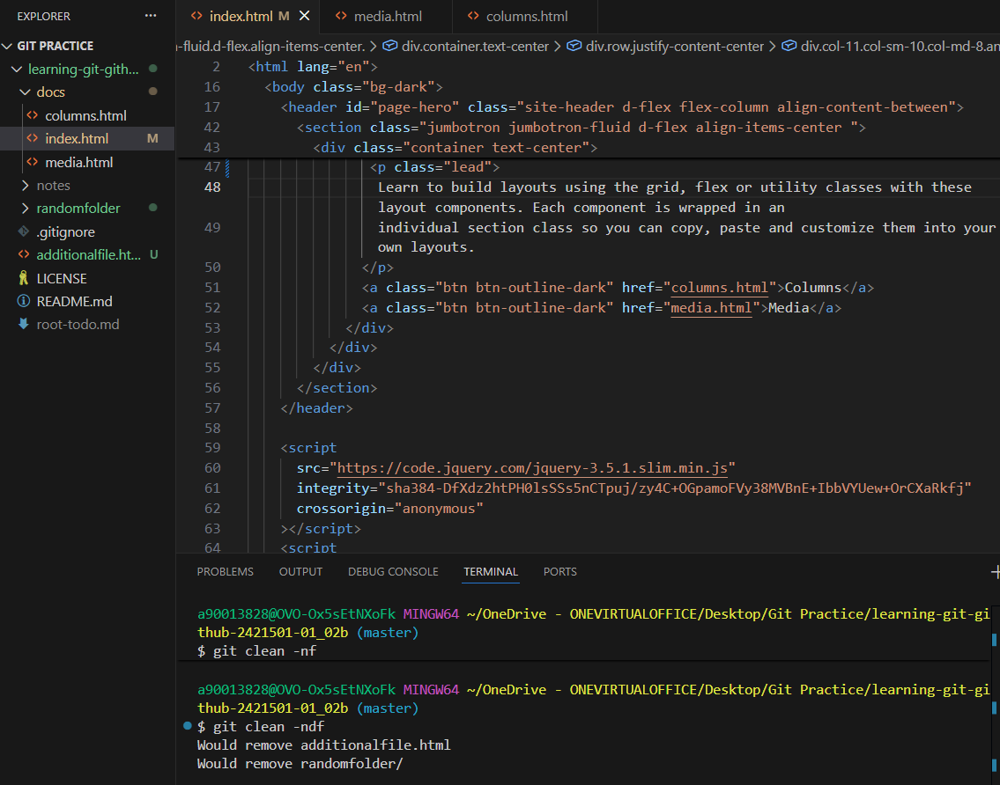 EXPLORER ...
GIT PRACTICE
learning-git-gith...
docs
columns.html
index.html M
media.html
notes
randomfolder
.gitignore
additionalfile.ht... U
LICENSE
README.md
root-todo.md
index.html M
media.html
columns.html
n-fluid.d-flex.align-items-center. > div.container.text-center > div.row.justify-content-center > div.col-11.col-sm-10.col-md-8.an
2 <html lang="en">
16 <body class="bg-dark">
17 <header id="page-hero" class="site-header d-flex flex-column align-content-between">
42 <section class="jumbotron jumbotron-fluid d-flex align-items-center ">
43 <div class="container text-center">
47 <p class="lead">
48 Learn to build layouts using the grid, flex or utility classes with these
layout components. Each component is wrapped in an
49 individual section class so you can copy, paste and customize them into your
own layouts.
50 </p>
51 <a class="btn btn-outline-dark" href="columns.html">Columns</a>
52 <a class="btn btn-outline-dark" href="media.html">Media</a>
53 </div>
54 </div>
55 </div>
56 </section>
57 </header>
58
59 <script
60 src="https://code.jquery.com/jquery-3.5.1.slim.min.js"
61 integrity="sha384-DfXdz2htPH0lsSSs5nCTpuj/zy4C+OGpamoFVy38MVBnE+IbbVYUew+OrCXaRkfj"
62 crossorigin="anonymous"
63 ></script>
64 <script
PROBLEMS OUTPUT DEBUG CONSOLE TERMINAL PORTS
a90013828@OVO-Ox5sEtNXoFk MINGW64 ~/OneDrive - ONEVIRTUALOFFICE/Desktop/Git Practice/learning-git-gi
thub-2421501-01_02b (master)
$ git clean -nf
a90013828@OVO-Ox5sEtNXoFk MINGW64 ~/OneDrive - ONEVIRTUALOFFICE/Desktop/Git Practice/learning-git-gi
thub-2421501-01_02b (master)
$ git clean -ndf
Would remove additionalfile.html
Would remove randomfolder/